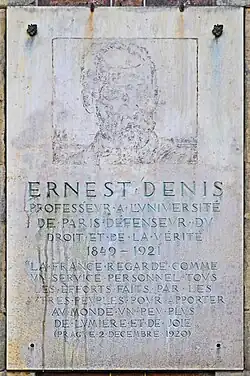 ERNEST·DENIS
PROFESSEVR·A·L'VNIVERSITÉ
DE·PARIS·DÉFENSEVR·DV
DROIT·ET·DE·LA·VÉRITÉ
1849-1921
"LA·FRANCE·REGARDE·COMME
VN·SERVICE·PERSONNEL·TOVS
LES·EFFORTS·FAITS·PAR·LES
AVTRES·PEVPLES·POVR·APPORTER
AV·MONDE·VN·PEV·PLVS
DE·LVMIÈRE·ET·DE·JOIE
(PRAGVE·2·DECEMBRE·1920)